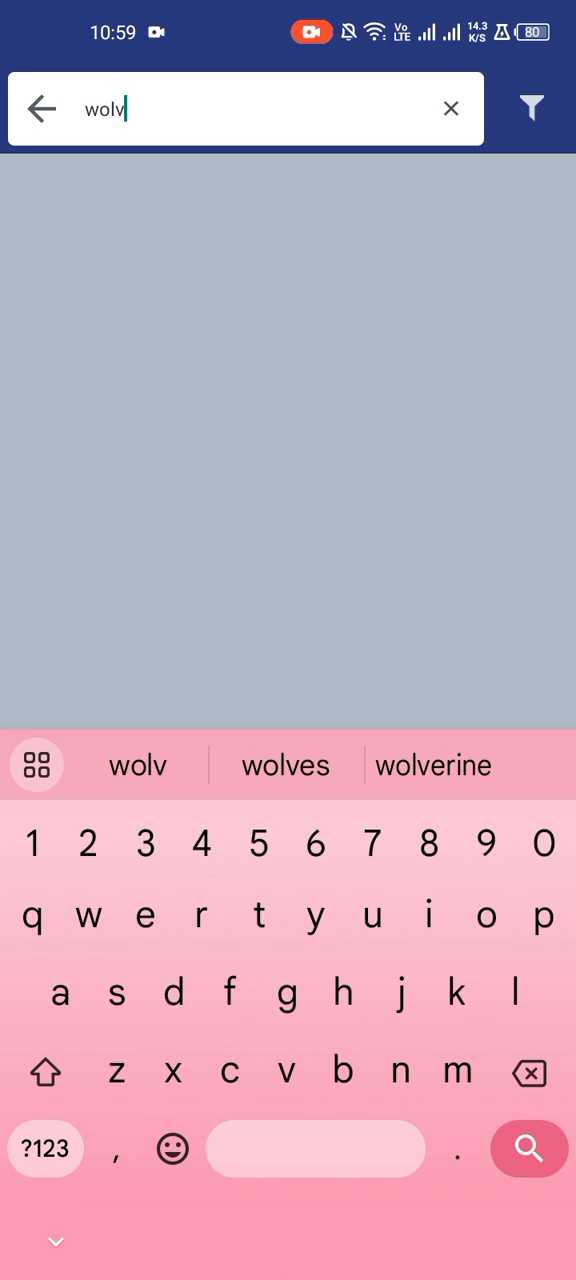 10:59 Vo LTE 14.3 K/S 80
wolv
wolv wolves wolverine
1 2 3 4 5 6 7 8 9 0
q w e r t y u i o p
a s d f g h j k l
z x c v b n m
?123 , .